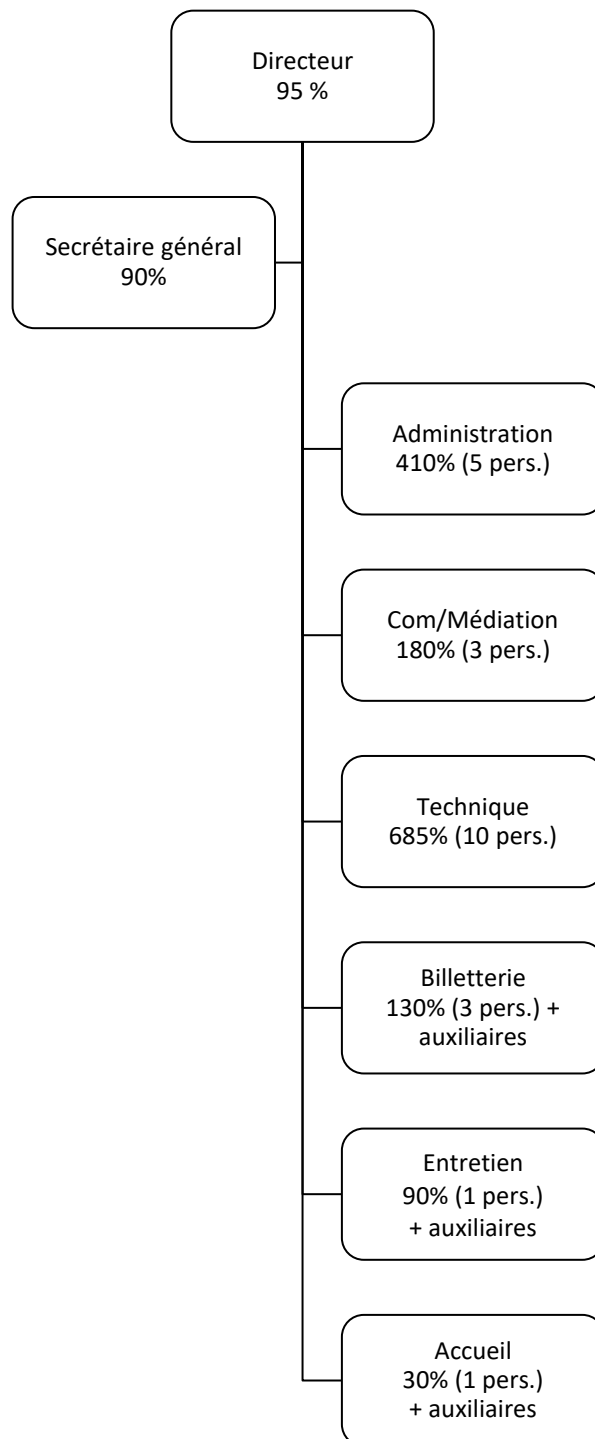 Directeur
95 %
Secrétaire général
90%
Administration
410% (5 pers.)
Com/Médiation
180% (3 pers.)
Technique
685% (10 pers.)
Billetterie
130% (3 pers.) +
auxiliaires
Entretien
90% (1 pers.)
+ auxiliaires
Accueil
30% (1 pers.)
+ auxiliaires